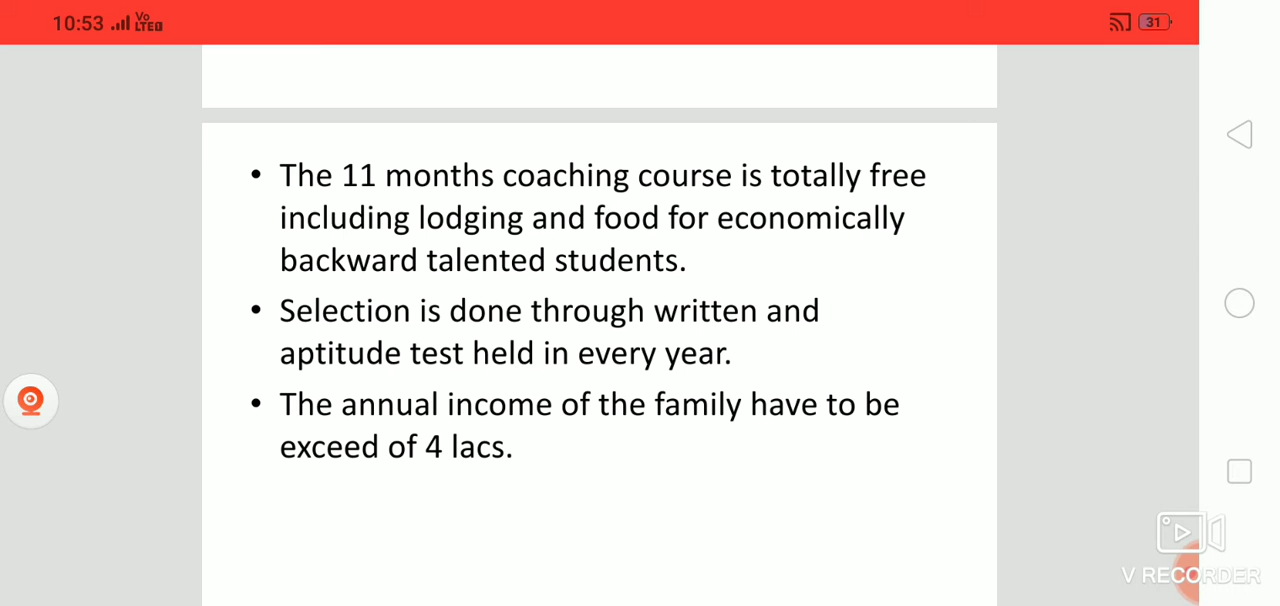 10:53 Vo LTE 31
• The 11 months coaching course is totally free
including lodging and food for economically
backward talented students.
• Selection is done through written and
aptitude test held in every year.
• The annual income of the family have to be
exceed of 4 lacs.
V RECORDER